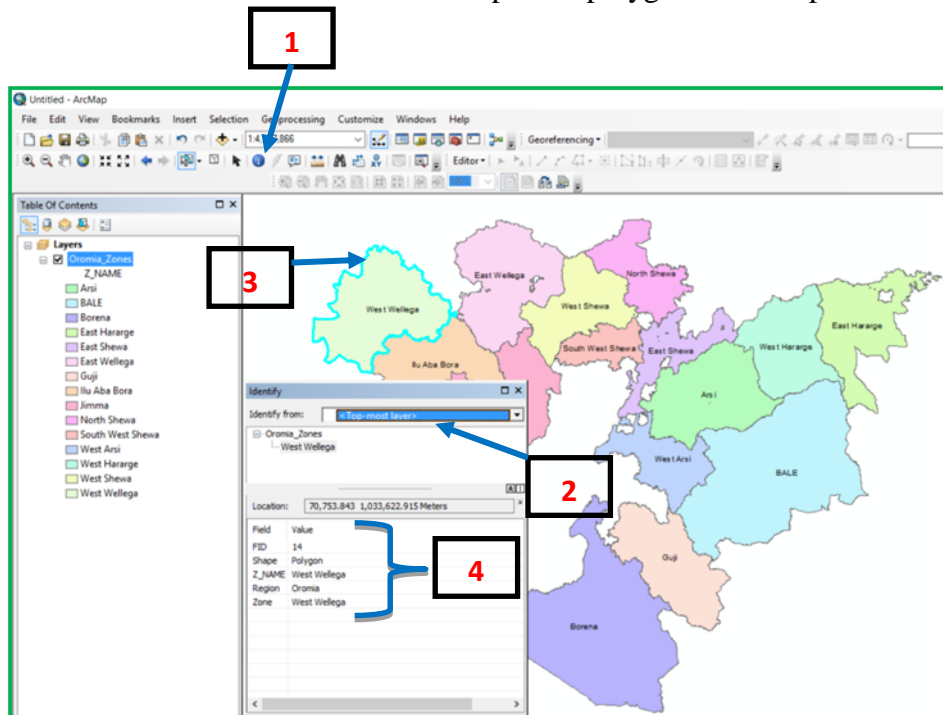 1
Untitled - ArcMap
File Edit View Bookmarks Insert Selection Geoprocessing Customize Windows Help
Georeferencing
Editor
100%
Table Of Contents
Layers
Oromia_Zones
Z_NAME
Arsi
BALE
Borena
East Hararge
East Shewa
East Wellega
Guji
Ilu Aba Bora
Jimma
North Shewa
South West Shewa
West Arsi
West Hararge
West Shewa
West Wellega
3
East Wellega
North Shewa
West Wellega
West Shewa
East Hararge
South West Shewa
East Shewa
West Hararge
Ilu Aba Bora
Arsi
West Arsi
BALE
Guji
Borena
Identify
Identify from: <Top-most layer>
Oromia_Zones
West Wellega
2
Location: 70,753.843 1,033,622.915 Meters
Field Value
FID 14
Shape Polygon
Z_NAME West Wellega
Region Oromia
Zone West Wellega
4